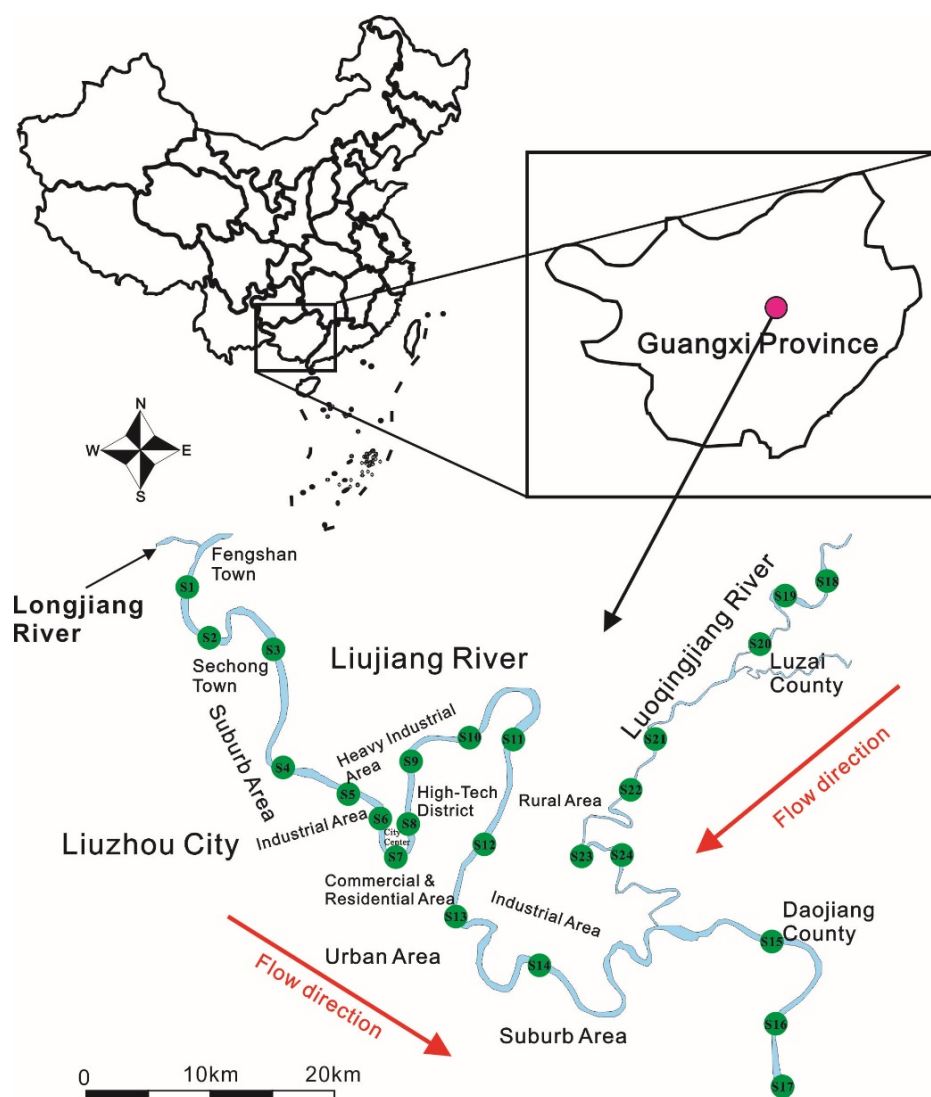 Guangxi Province
N
W
E
S
Fengshan
Town
S1
Longjiang
River
S2
S3
Sechong
Town
Suburb Area
S4
Liujiang River
Luoqingjiang River
S18
S19
S20
Luzai
County
S21
S22
Rural Area
S23
S24
Flow direction
Heavy Industrial
Area
S5
S6
S7
S8
S9
S10
S11
S12
S13
High-Tech
District
Industrial Area
City
Center
Liuzhou City
Commercial &
Residential Area
Industrial Area
Urban Area
Flow direction
S14
Suburb Area
Daojiang
County
S15
S16
S17
0
10km
20km